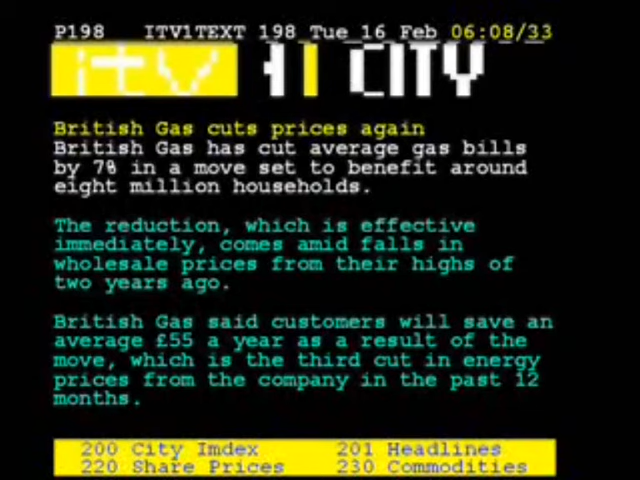 P198 ITV1TEXT 198 Tue 16 Feb 06:08/33
itv 1 CITY
British Gas cuts prices again
British Gas has cut average gas bills
by 7% in a move set to benefit around
eight million households.
The reduction, which is effective
immediately, comes amid falls in
wholesale prices from their highs of
two years ago.
British Gas said customers will save an
average £55 a year as a result of the
move, which is the third cut in energy
prices from the company in the past 12
months.
200 City Imdex 201 Headlines
220 Share Prices 230 Commodities